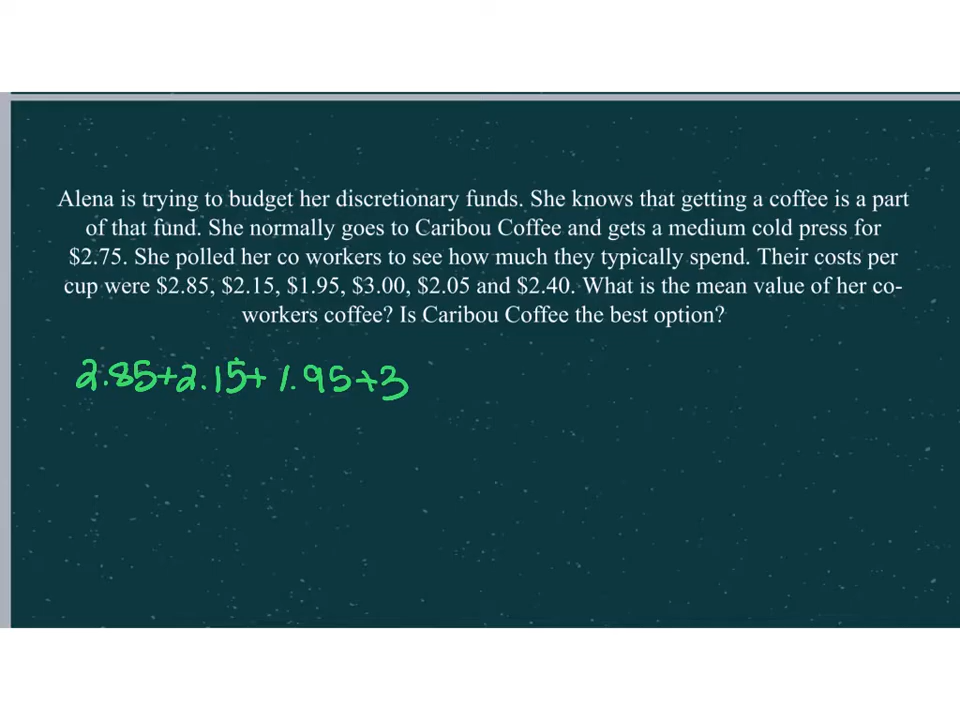 Alena is trying to budget her discretionary funds. She knows that getting a coffee is a part
of that fund. She normally goes to Caribou Coffee and gets a medium cold press for
$2.75. She polled her co workers to see how much they typically spend. Their costs per
cup were $2.85, $2.15, $1.95, $3.00, $2.05 and $2.40. What is the mean value of her co-
workers coffee? Is Caribou Coffee the best option?
2.85+2.15+ 1.95+3